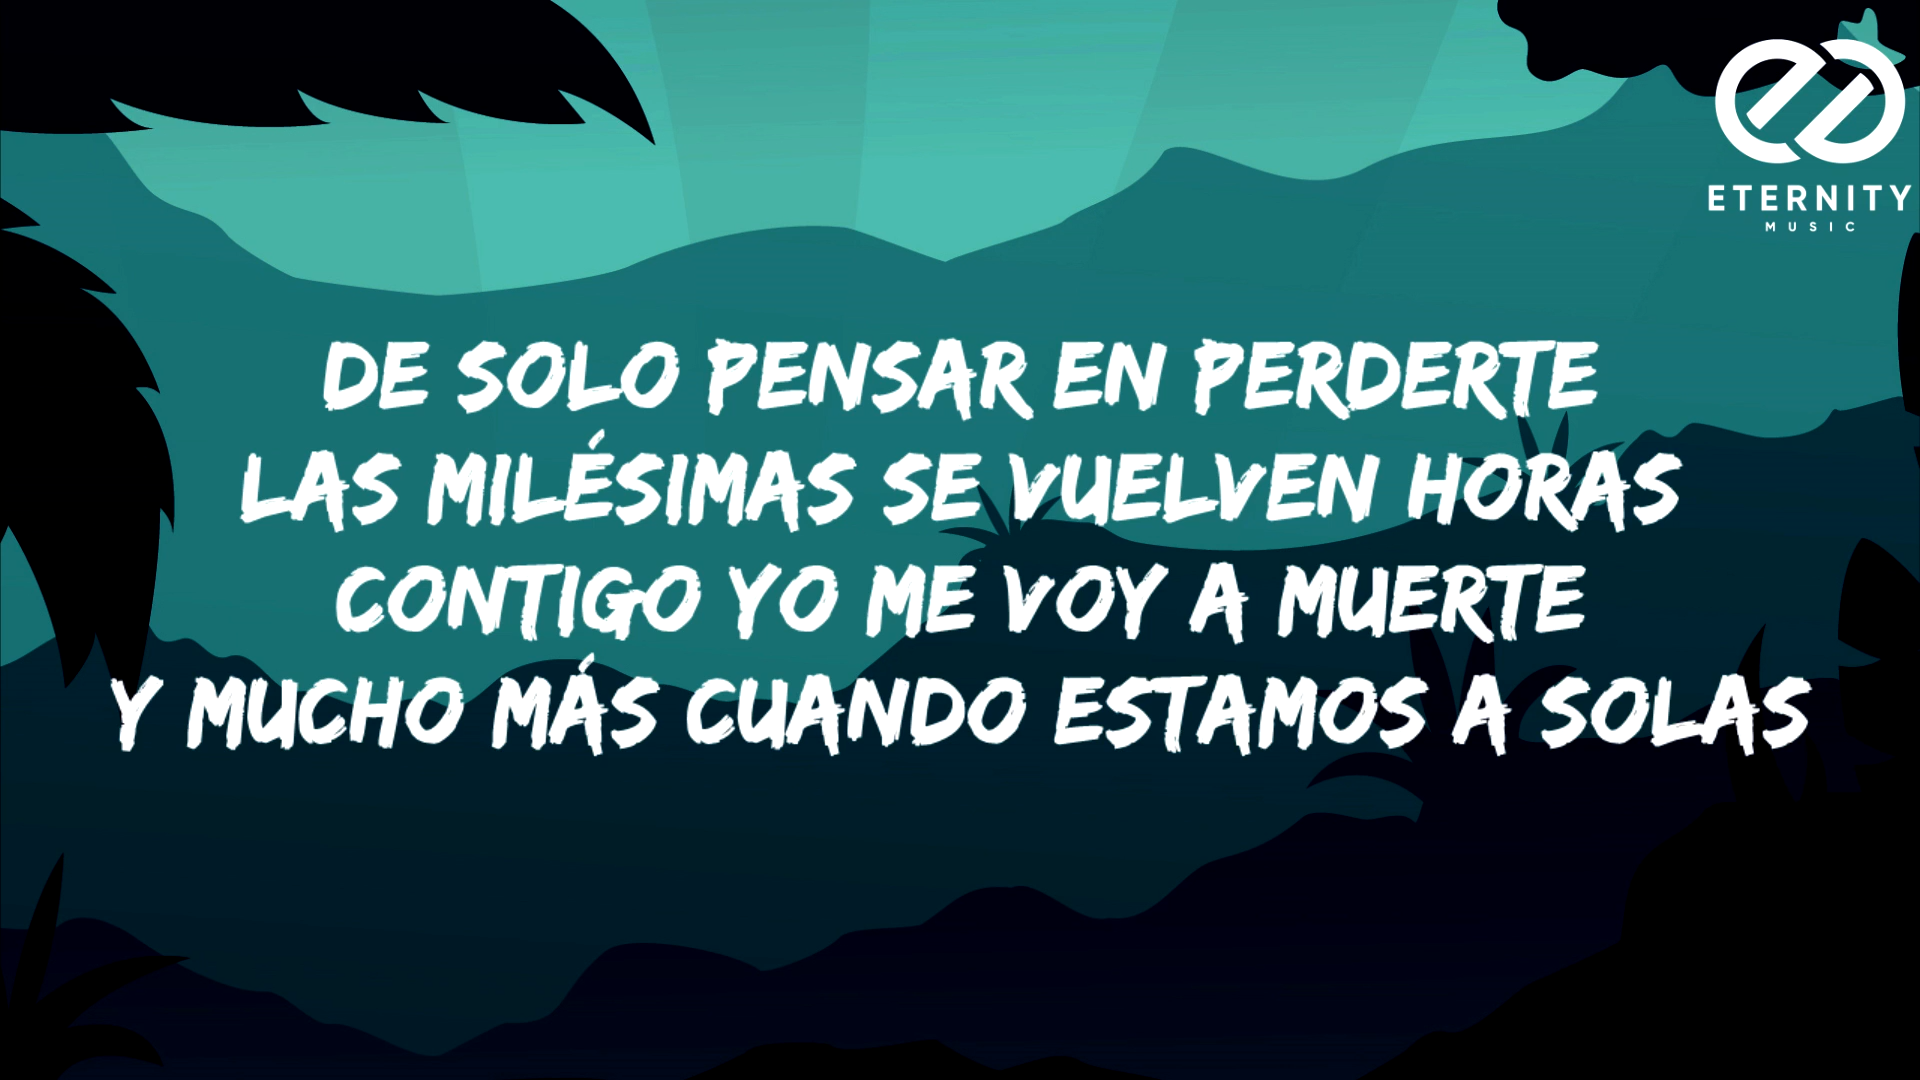 ETERNITY
MUSIC
DE SOLO PENSAR EN PERDERTE
LAS MILÉSIMAS SE VUELVEN HORAS
CONTIGO YO ME VOY A MUERTE
Y MUCHO MÁS CUANDO ESTAMOS A SOLAS